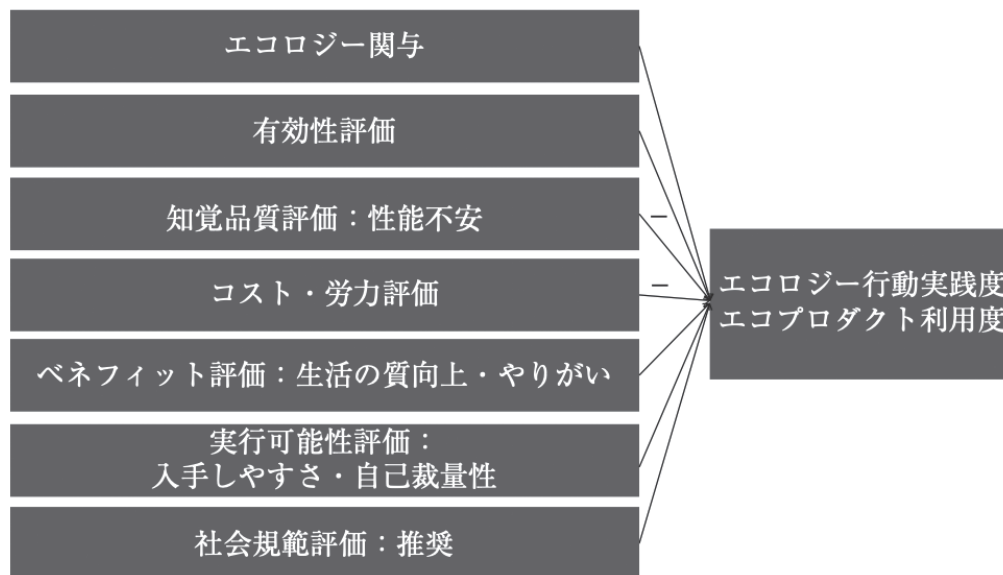 エコロジー関与
有効性評価
知覚品質評価：性能不安
－
コスト・労力評価
－
ベネフィット評価：生活の質向上・やりがい
実行可能性評価：
入手しやすさ・自己裁量性
社会規範評価：推奨
エコロジー行動実践度
エコプロダクト利用度